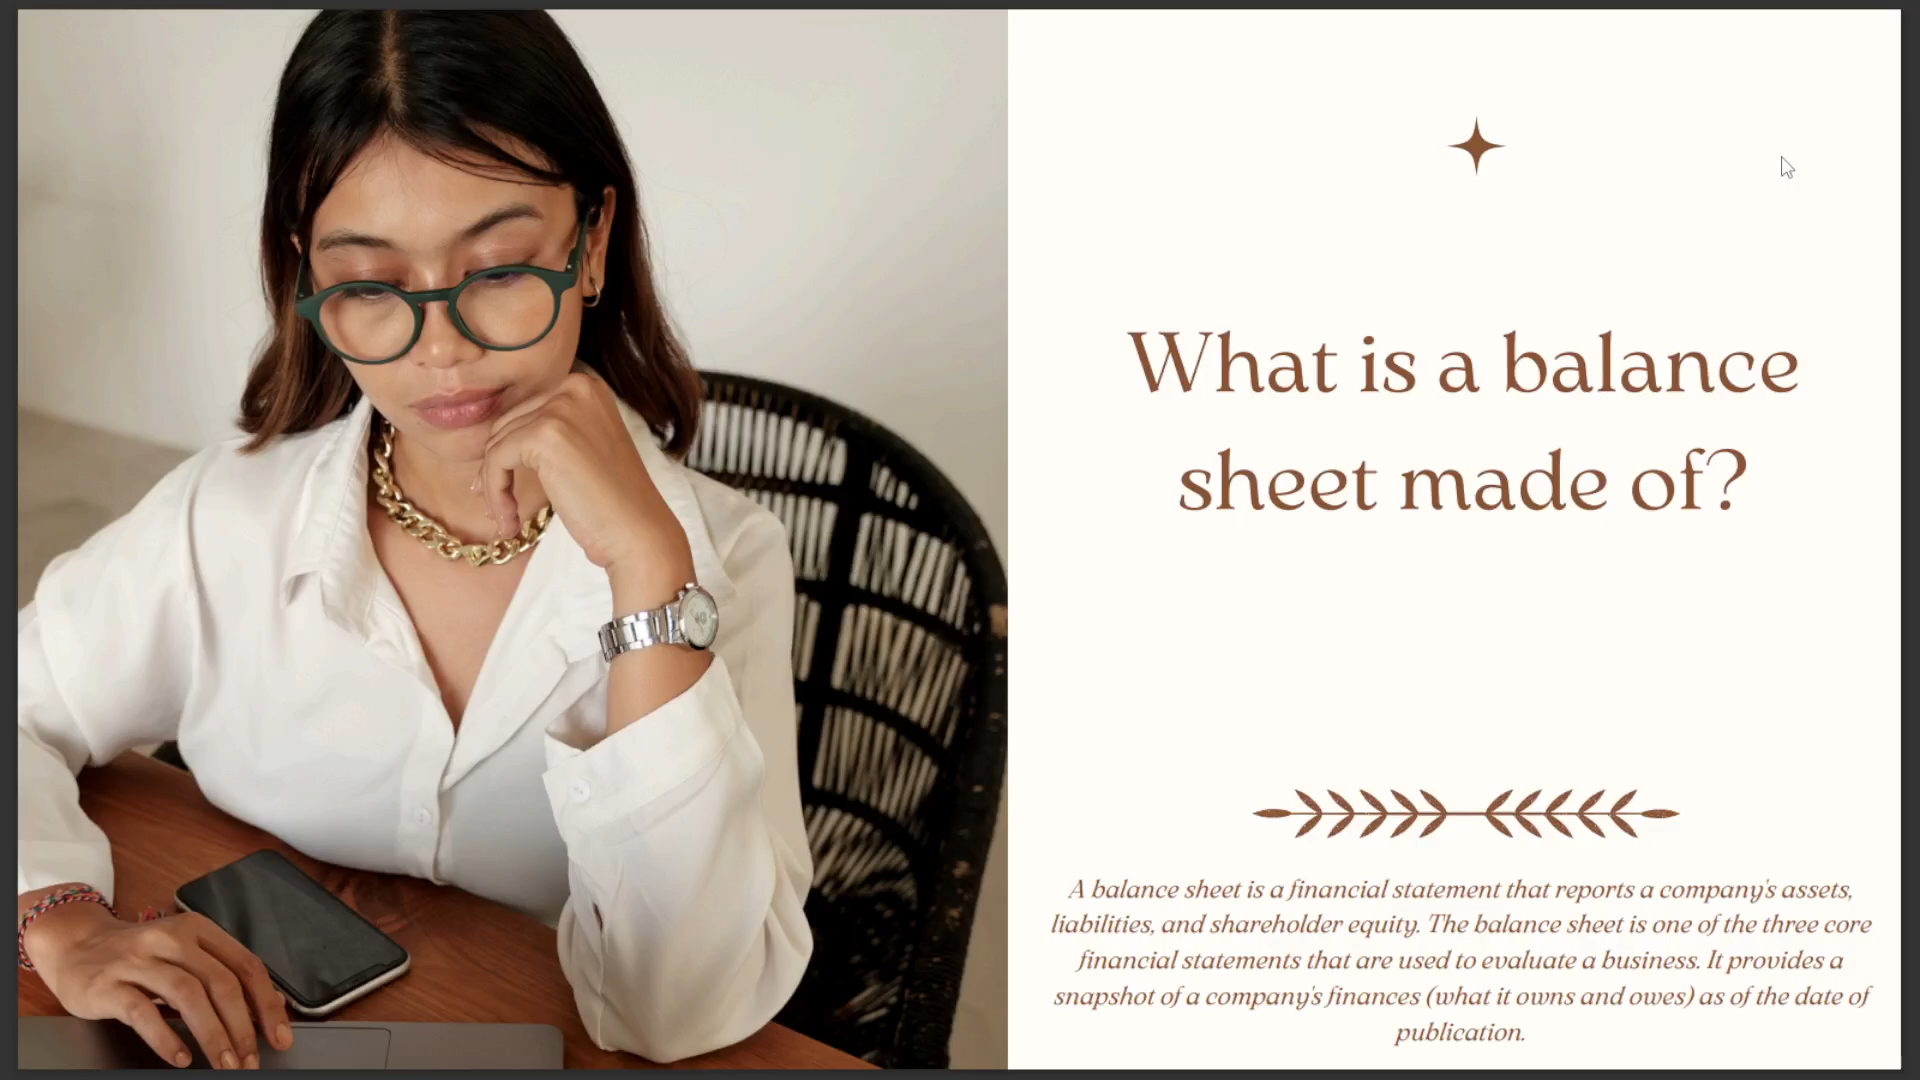 What is a balance
sheet made of?
A balance sheet is a financial statement that reports a company's assets,
liabilities, and shareholder equity. The balance sheet is one of the three core
financial statements that are used to evaluate a business. It provides a
snapshot of a company's finances (what it owns and owes) as of the date of
publication.